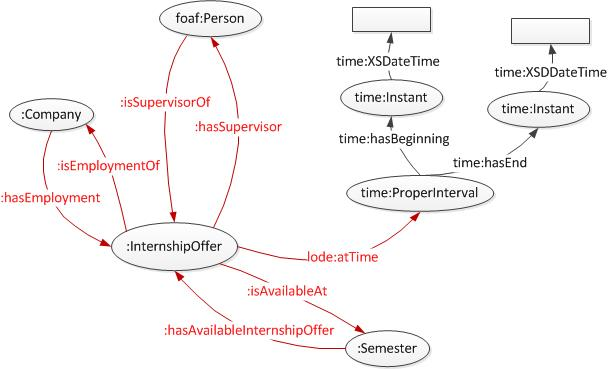 foaf:Person
time:XSDateTime
time:XSDDateTime
:isSupervisorOf
time:Instant
time:Instant
:Company
:hasSupervisor
time:hasBeginning
:isEmploymentOf
time:hasEnd
:hasEmployment
time:ProperInterval
:InternshipOffer
lode:atTime
:isAvailableAt
:hasAvailableInternshipOffer
:Semester